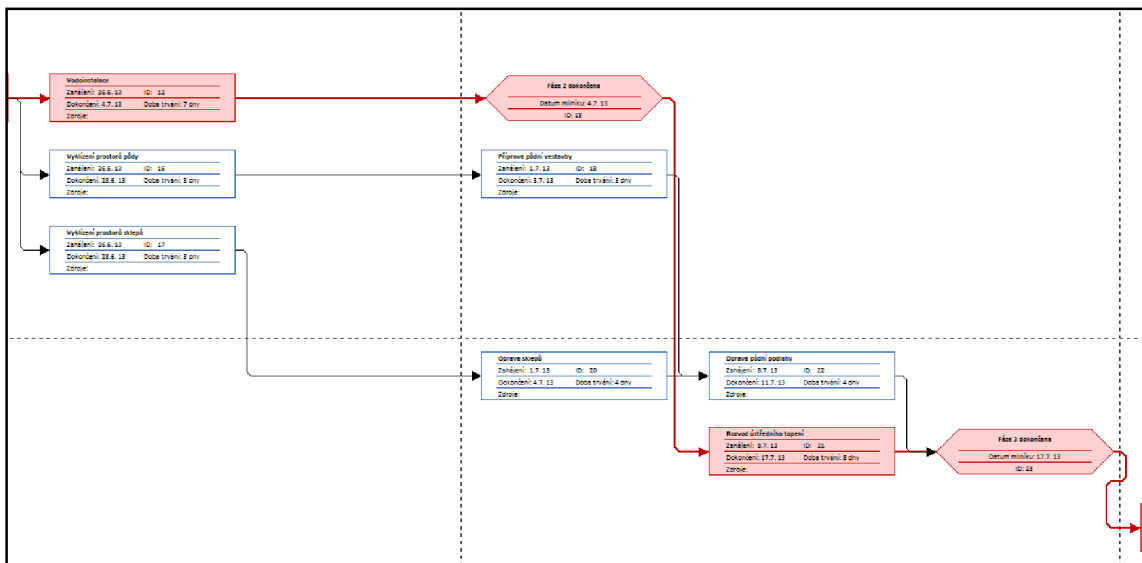 Vodoinstalace
Zahájení: 26.6. 13 ID: 12
Dokončení: 4.7. 13 Doba trvání: 7 dny
Zdroje:
Fáze 2 dokončena
Datum milníku: 4.7. 13
ID: 18
Vyklízení prostorů půdy
Zahájení: 26.6. 13 ID: 16
Dokončení: 28.6. 13 Doba trvání: 3 dny
Zdroje:
Příprava půdní vestavby
Zahájení: 1.7. 13 ID: 18
Dokončení: 3.7. 13 Doba trvání: 3 dny
Zdroje:
Vyklízení prostorů sklepů
Zahájení: 26.6. 13 ID: 17
Dokončení: 28.6. 13 Doba trvání: 3 dny
Zdroje:
Oprava sklepů
Zahájení: 1.7. 13 ID: 20
Dokončení: 4.7. 13 Doba trvání: 4 dny
Zdroje:
Oprava půdní podlahy
Zahájení: 8.7. 13 ID: 22
Dokončení: 11.7. 13 Doba trvání: 4 dny
Zdroje:
Rozvod ústředního topení
Zahájení: 8.7. 13 ID: 21
Dokončení: 17.7. 13 Doba trvání: 8 dny
Zdroje:
Fáze 3 dokončena
Datum milníku: 17.7. 13
ID: 23